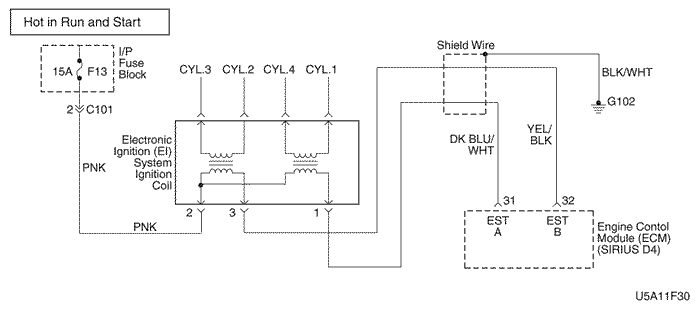 Hot in Run and Start
I/P
Fuse
Block
15A
F13
2
C101
PNK
PNK
CYL.3
CYL.2
CYL.4
CYL.1
Electronic
Ignition (EI)
System
Ignition
Coil
2
3
1
Shield Wire
BLK/WHT
G102
DK BLU/
WHT
YEL/
BLK
31
32
EST
A
EST
B
Engine Contol
Module (ECM)
(SIRIUS D4)
U5A11F30